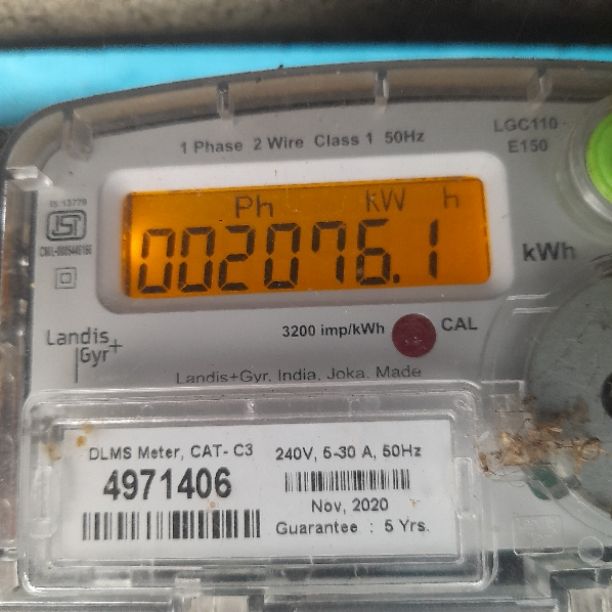 LGC110-
E150
1 Phase 2 Wire Class 1 50Hz
IS 13779
Ph kW h
002076.1
kWh
3200 imp/kWh CAL
Landis
Gyr+
Landis+Gyr, India, Joka, Made
DLMS Meter, CAT- C3
4971406
240V, 5-30 A, 50Hz
Nov, 2020
Guarantee : 5 Yrs.